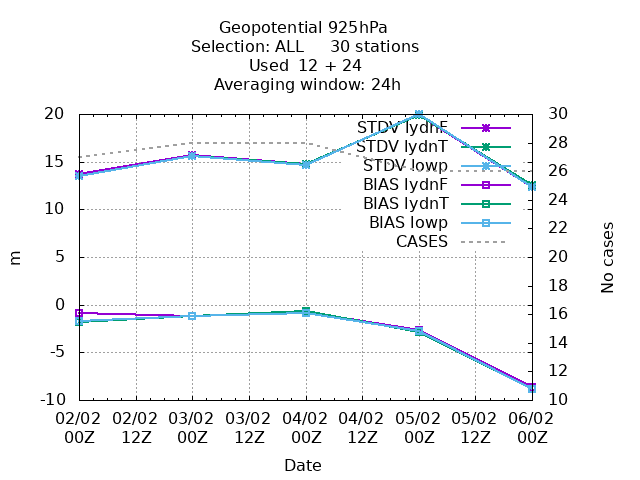 Geopotential 925hPa
Selection: ALL     30 stations
Used  12 + 24
Averaging window: 24h
20 30
STDV lydnF
28
STDV lydnT
15 STDV lowp 26
BIAS lydnF
24
10 BIAS lydnT
BIAS lowp 22
CASES
5 20
18
0 16
14
-5
12
-10 10
m
No cases
02/02 02/02 03/02 03/02 04/02 04/02 05/02 05/02 06/02
00Z 12Z 00Z 12Z 00Z 12Z 00Z 12Z 00Z
Date